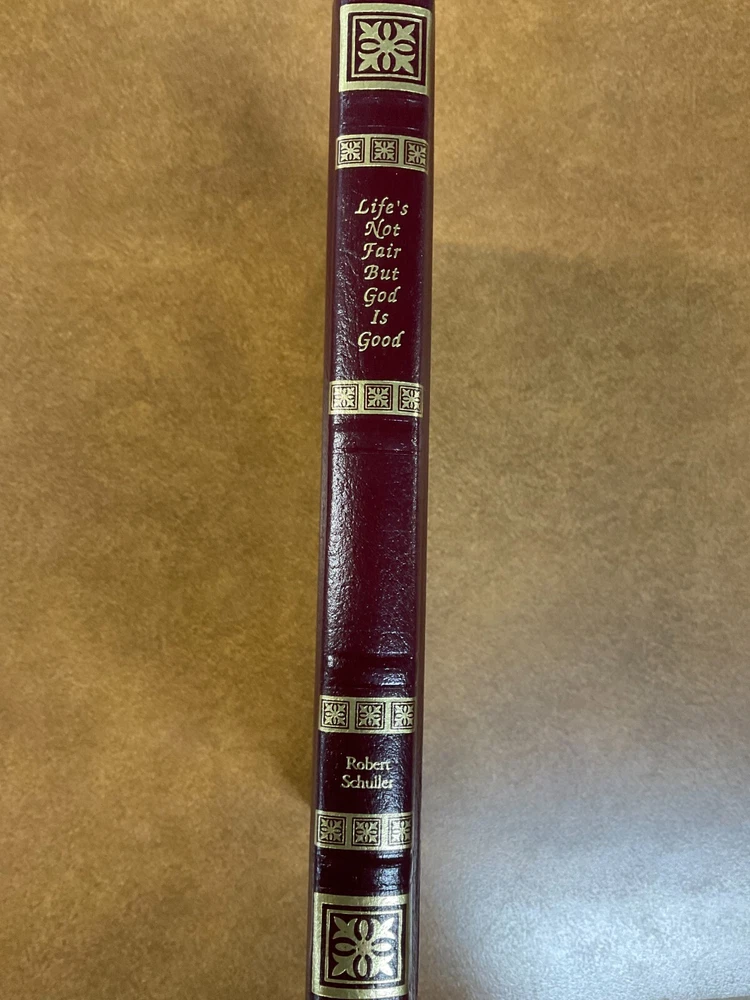 Life's
Not
Fair
But
God
Is
Good
Robert
Schuller